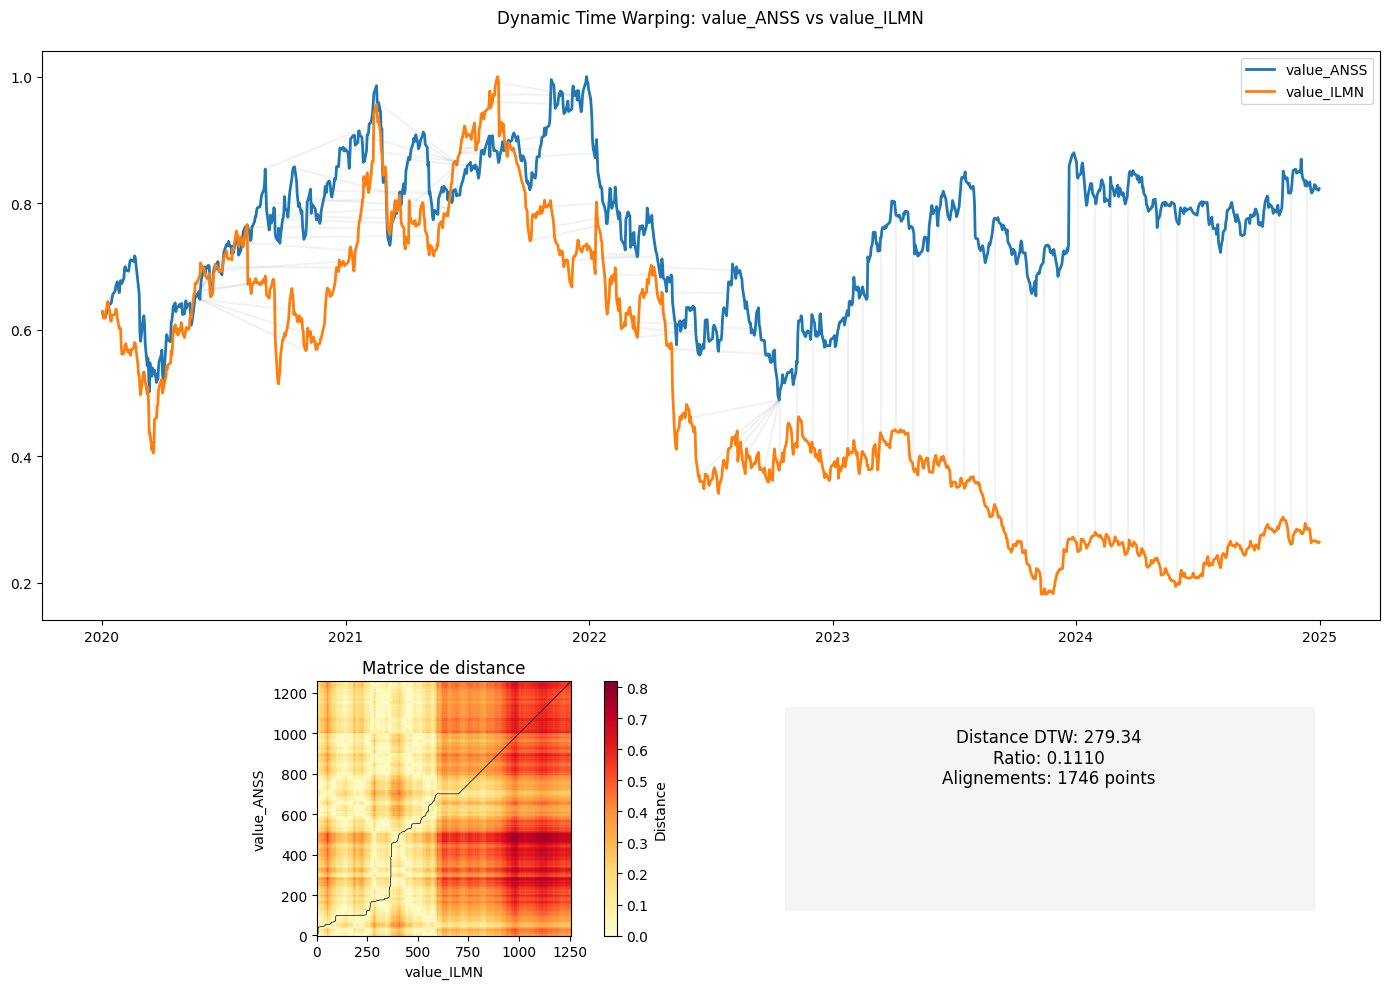 Dynamic Time Warping: value_ANSS vs value_ILMN
value_ANSS
value_ILMN
1.0
0.8
0.6
0.4
0.2
2020 2021 2022 2023 2024 2025
Matrice de distance
value_ANSS
1200
1000
800
600
400
200
0
0 250 500 750 1000 1250
value_ILMN
0.8
0.7
0.6
0.5
0.4
0.3
0.2
0.1
0.0
Distance
Distance DTW: 279.34
Ratio: 0.1110
Alignements: 1746 points